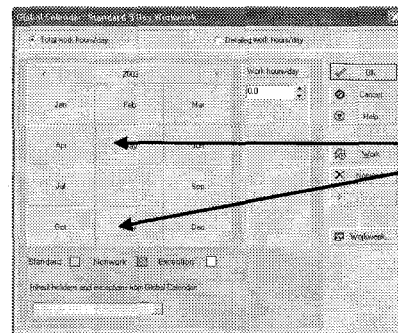 Global Calendar - Standard 5 Day Workweek
Total work hours/day
Detailed work hours/day
2003
Work hours/day
0.0
OK
Cancel
Help
Work
Workweek...
Jan
Feb
Mar
Apr
Jun
Jul
Sep
Oct
Dec
Standard
Nonwork
Exception
Inherit holidays and exceptions from Global Calendar